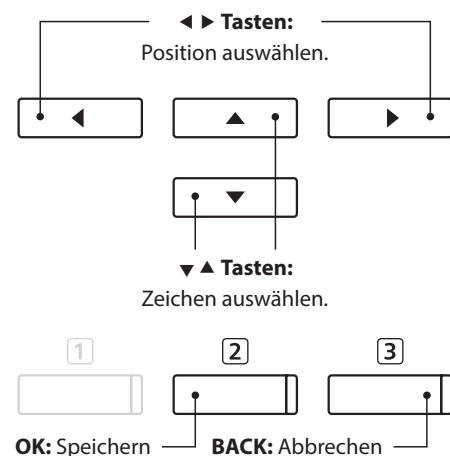 ◀ ▶ Tasten:
Position auswählen.
◀ ▲ ▶
▼
▼ ▲ Tasten:
Zeichen auswählen.
1 2 3
OK: Speichern BACK: Abbrechen